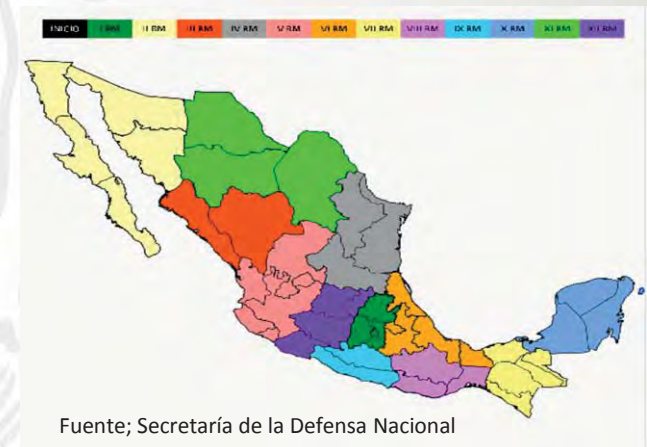 INICIO I RM II RM III RM IV RM V RM VI RM VII RM VIII RM IX RM X RM XI RM XII RM
Fuente; Secretaría de la Defensa Nacional